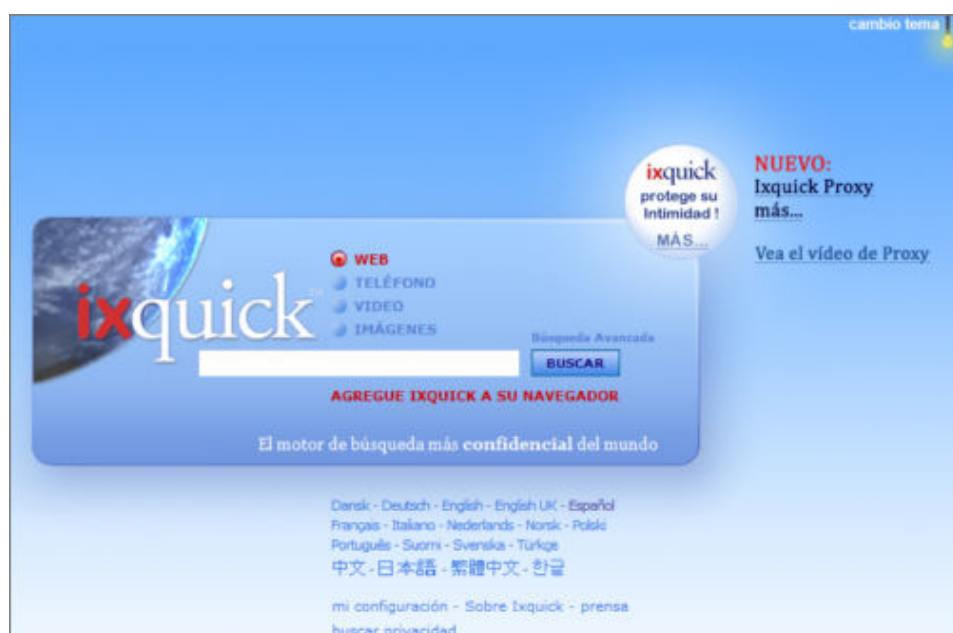 cambio tema
ixquick
protege su
Intimidad !
MÁS...
NUEVO:
Ixquick Proxy
más...
Vea el vídeo de Proxy
ixquick
WEB
TELÉFONO
VIDEO
IMÁGENES
Búsqueda Avanzada
BUSCAR
AGREGUE IXQUICK A SU NAVEGADOR
El motor de búsqueda más confidencial del mundo
Dansk - Deutsch - English - English UK - Español
Français - Italiano - Nederlands - Norsk - Polski
Português - Suomi - Svenska - Türkçe
中文 - 日本語 - 繁體中文 - 한글
mi configuración - Sobre Ixquick - prensa
buscar privacidad